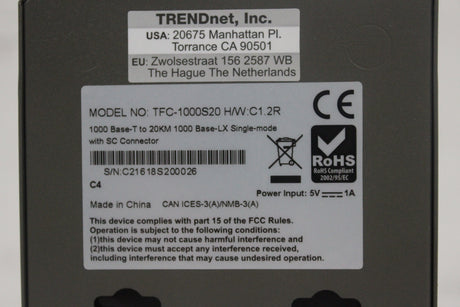 TRENDnet, Inc.
USA: 20675 Manhattan Pl.
Torrance CA 90501
EU: Zwolsestraat 156 2587 WB
The Hague The Netherlands
MODEL NO: TFC-1000S20 H/W:C1.2R
1000 Base-T to 20KM 1000 Base-LX Single-mode
with SC Connector
S/N:C21618S200026
C4
CE
RoHS
RoHS Compliant
2002/95/EC
Power Input: 5V 1A
Made in China CAN ICES-3(A)/NMB-3(A)
This device complies with part 15 of the FCC Rules.
Operation is subject to the following conditions:
(1)this device may not cause harmful interference and
(2)this device must accept any interference received,
including interference that may cause undesired operation.